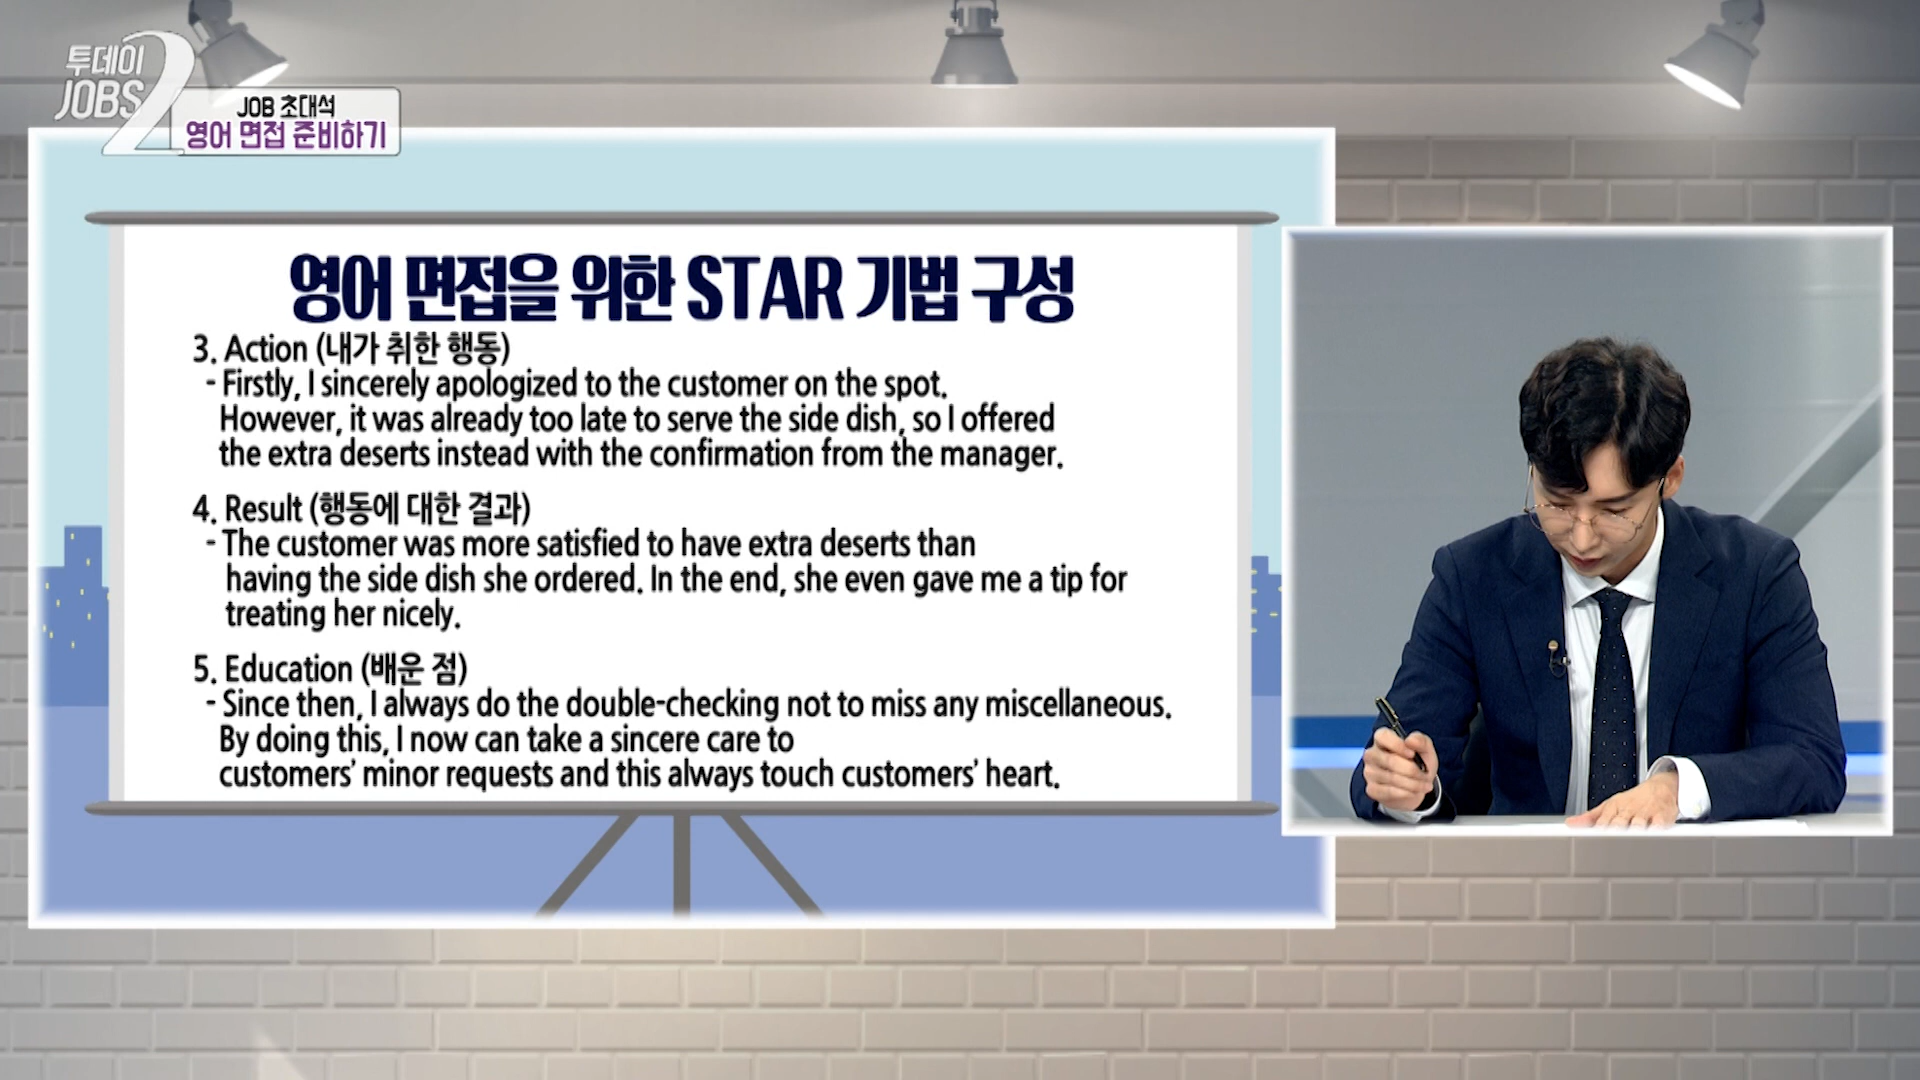 투데이
JOBS 2
JOB 초대석
영어 면접 준비하기
영어 면접을 위한 STAR 기법 구성
3. Action (내가 취한 행동)
- Firstly, I sincerely apologized to the customer on the spot.
However, it was already too late to serve the side dish, so I offered
the extra deserts instead with the confirmation from the manager.
4. Result (행동에 대한 결과)
- The customer was more satisfied to have extra deserts than
having the side dish she ordered. In the end, she even gave me a tip for
treating her nicely.
5. Education (배운 점)
- Since then, I always do the double-checking not to miss any miscellaneous.
By doing this, I now can take a sincere care to
customers' minor requests and this always touch customers' heart.